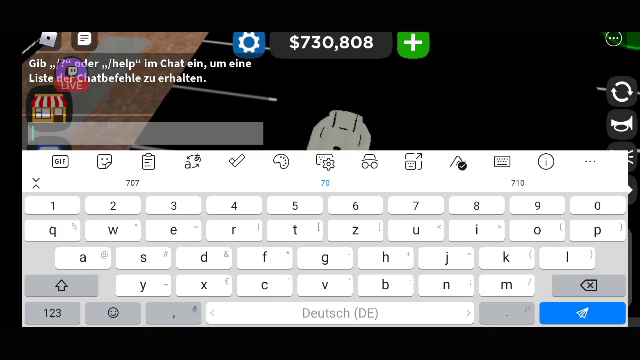 $730,808
Gib „/?“ oder „/help“ im Chat ein, um eine
Liste der Chatbefehle zu erhalten.
LIVE
GIF
707 70 710
1 2 3 4 5 6 7 8 9 0
q w e r t z u i o p
a s d f g h j k l
y x c v b n m
123 , Deutsch (DE) .